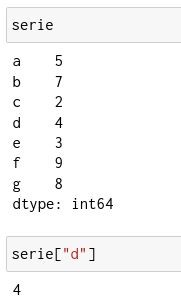 serie
a    5
b    7
c    2
d    4
e    3
f    9
g    8
dtype: int64
serie["d"]
4